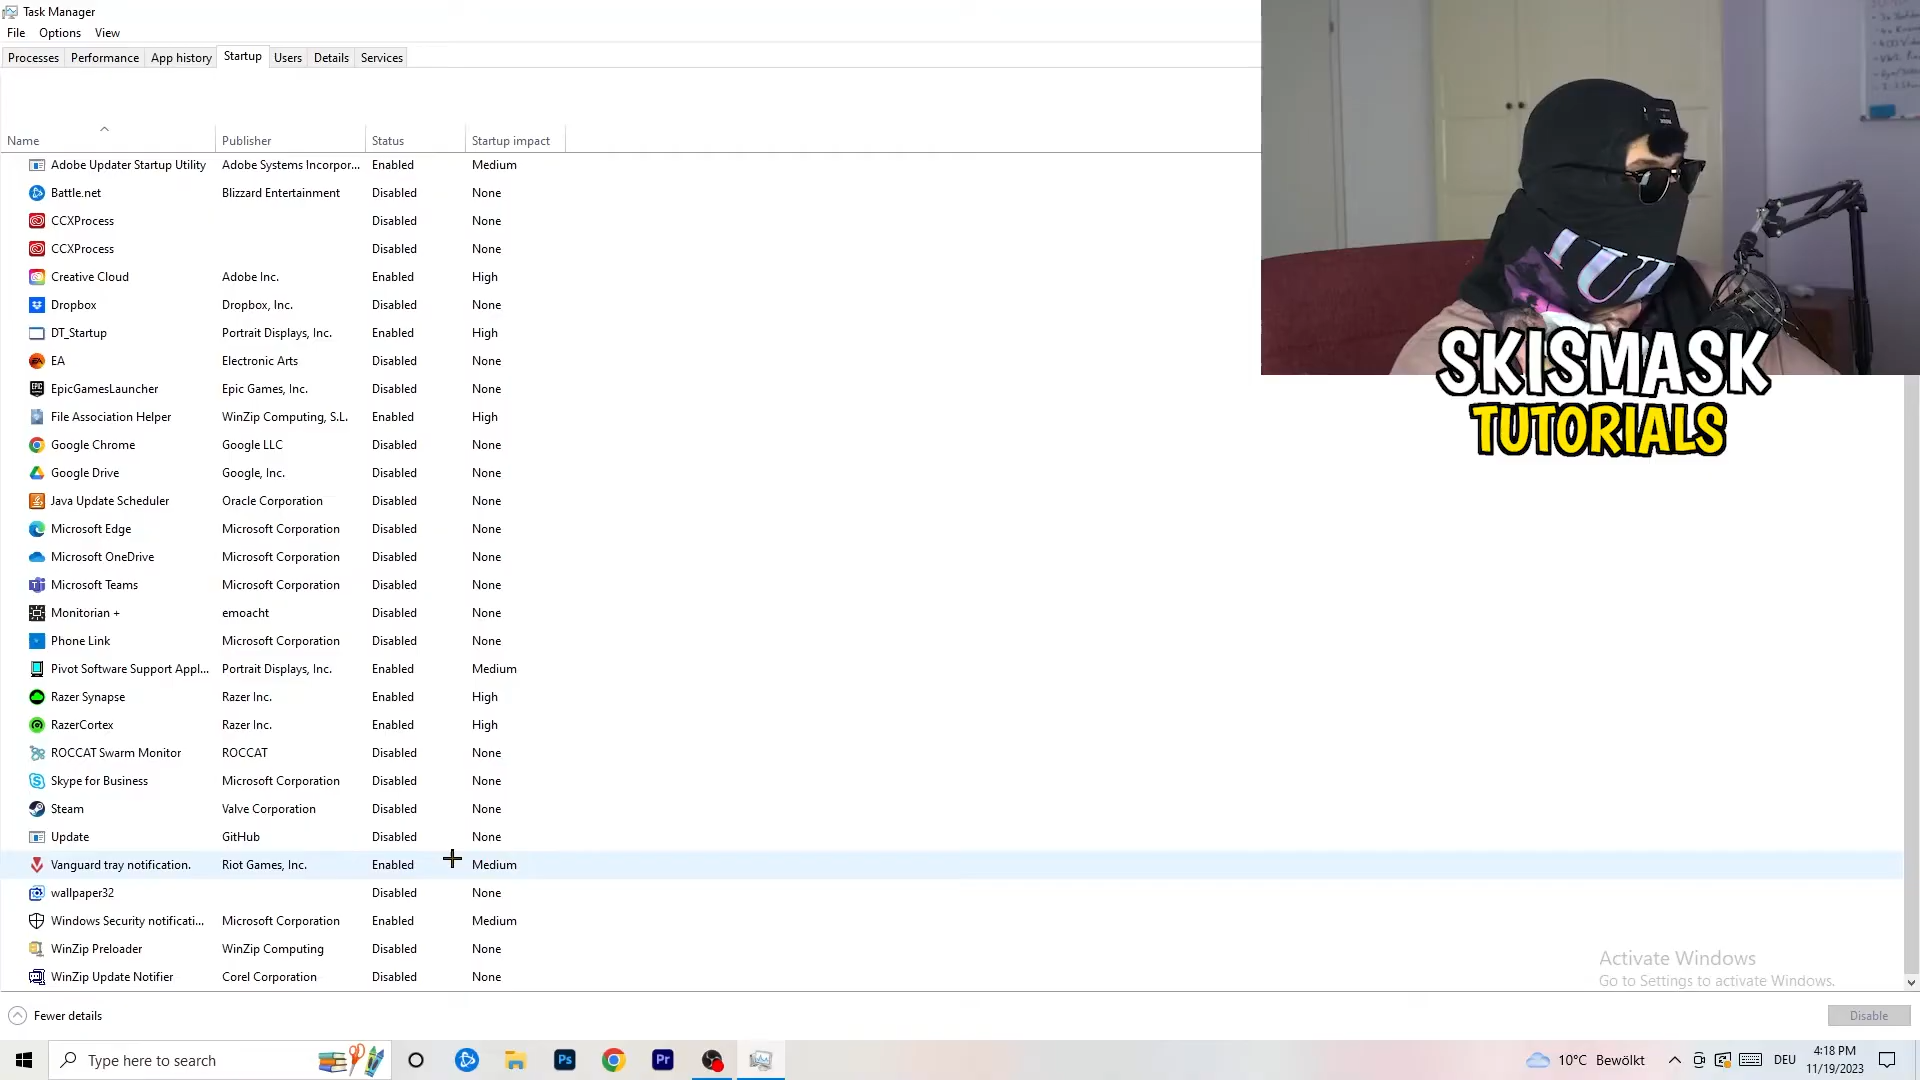 Task Manager
File Options View
Processes Performance App history Startup Users Details Services
Name Publisher Status Startup impact
Adobe Updater Startup Utility Adobe Systems Incorpor... Enabled Medium
Battle.net Blizzard Entertainment Disabled None
CCXProcess Disabled None
CCXProcess Disabled None
Creative Cloud Adobe Inc. Enabled High
Dropbox Dropbox, Inc. Disabled None
DT_Startup Portrait Displays, Inc. Enabled High
EA Electronic Arts Disabled None
EpicGamesLauncher Epic Games, Inc. Disabled None
File Association Helper WinZip Computing, S.L. Enabled High
Google Chrome Google LLC Disabled None
Google Drive Google, Inc. Disabled None
Java Update Scheduler Oracle Corporation Disabled None
Microsoft Edge Microsoft Corporation Disabled None
Microsoft OneDrive Microsoft Corporation Disabled None
Microsoft Teams Microsoft Corporation Disabled None
Monitorian + emoacht Disabled None
Phone Link Microsoft Corporation Disabled None
Pivot Software Support Appl... Portrait Displays, Inc. Enabled Medium
Razer Synapse Razer Inc. Enabled High
RazerCortex Razer Inc. Enabled High
ROCCAT Swarm Monitor ROCCAT Disabled None
Skype for Business Microsoft Corporation Disabled None
Steam Valve Corporation Disabled None
Update GitHub Disabled None
Vanguard tray notification. Riot Games, Inc. Enabled Medium
wallpaper32 Disabled None
Windows Security notificati... Microsoft Corporation Enabled Medium
WinZip Preloader WinZip Computing Disabled None
WinZip Update Notifier Corel Corporation Disabled None
SKISMASK
TUTORIALS
Activate Windows
Go to Settings to activate Windows.
Fewer details
Disable
Type here to search
Ps
Pr
10°C Bewölkt
DEU
4:18 PM
11/19/2023